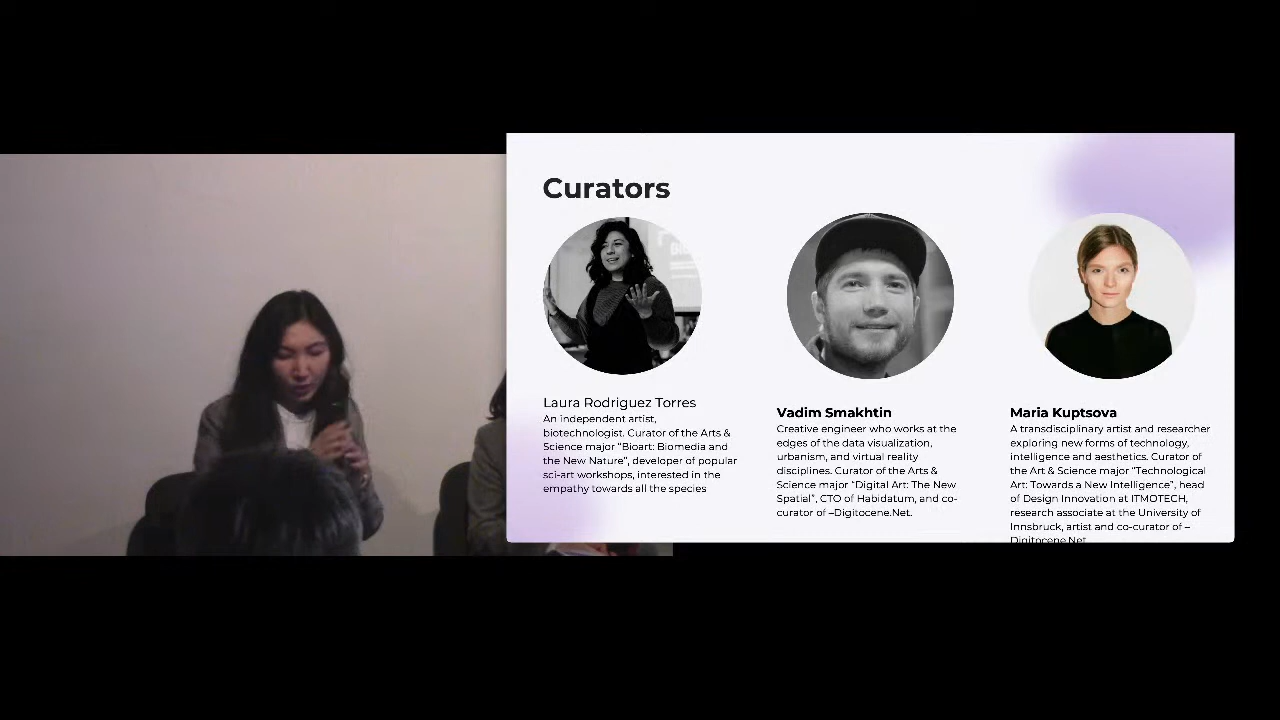 Curators
Laura Rodriguez Torres
An independent artist,
biotechnologist. Curator of the Arts &
Science major "Bioart: Biomedia and
the New Nature", developer of popular
sci-art workshops, interested in the
empathy towards all the species
Vadim Smakhtin
Creative engineer who works at the
edges of the data visualization,
urbanism, and virtual reality
disciplines. Curator of the Arts &
Science major "Digital Art: The New
Spatial", CTO of Habidatum, and co-
curator of –Digitocene.Net.
Maria Kuptsova
A transdisciplinary artist and researcher
exploring new forms of technology,
intelligence and aesthetics. Curator of
the Art & Science major "Technological
Art: Towards a New Intelligence", head
of Design Innovation at ITMOTECH,
research associate at the University of
Innsbruck, artist and co-curator of –
Digitocene.Net